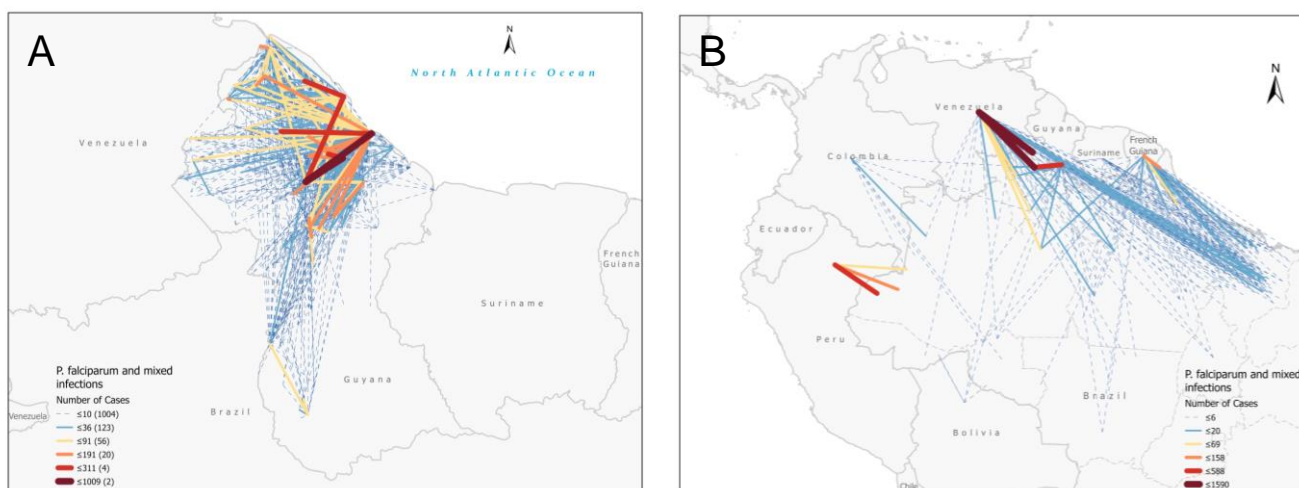 A
N
North Atlantic Ocean
Venezuela
French
Guiana
Suriname
Guyana
Brazil
Venezuela
P. falciparum and mixed
infections
Number of Cases
≤10 (1004)
≤36 (123)
≤91 (56)
≤191 (20)
≤311 (4)
≤1009 (2)
B
N
Venezuela
Guyana
Suriname
French
Guiana
Colombia
Ecuador
Peru
Brazil
Bolivia
Chile
P. falciparum and mixed
infections
Number of Cases
≤6
≤20
≤69
≤158
≤588
≤1590